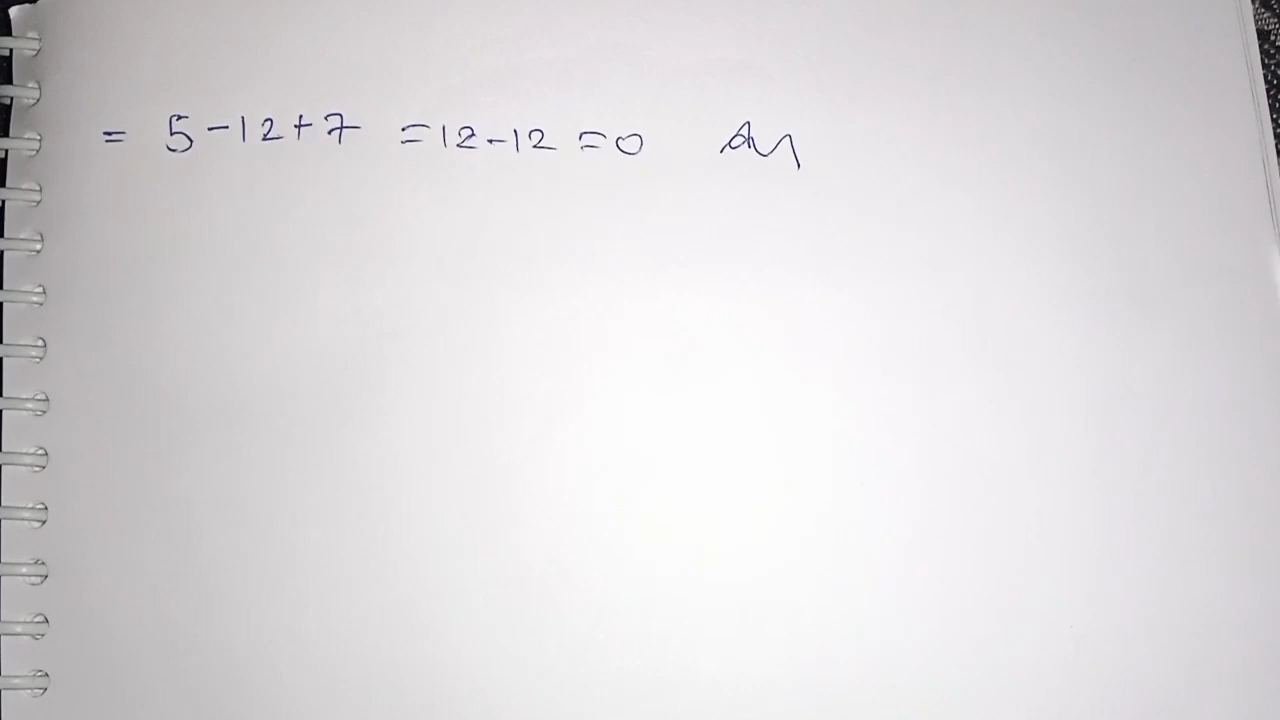 = 5-12+7 =12-12 =0 Ans